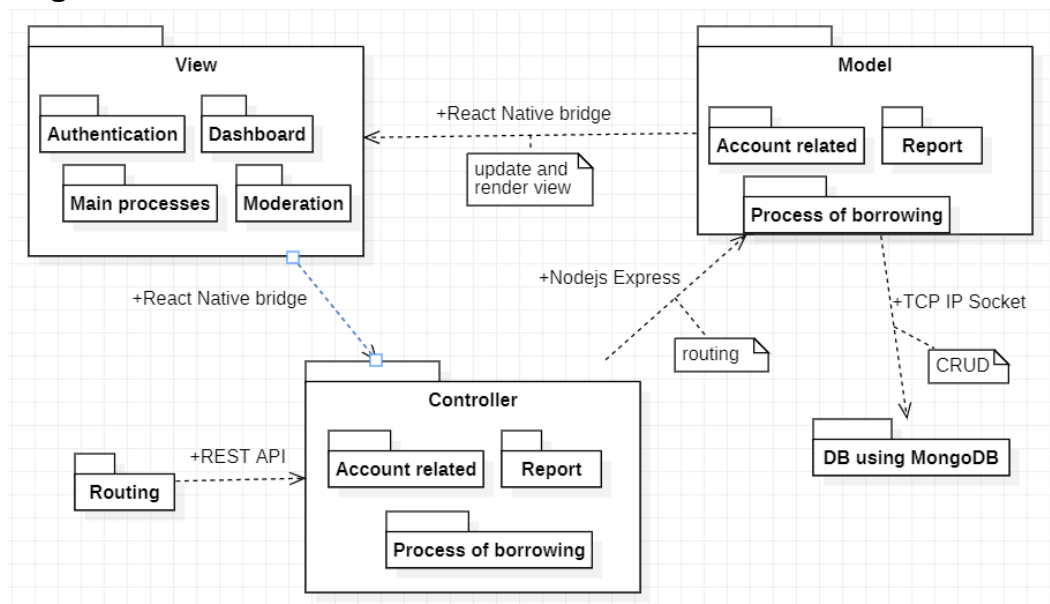 View
Authentication
Dashboard
Main processes
Moderation
+React Native bridge
update and
render view
Model
Account related
Report
Process of borrowing
+React Native bridge
+Nodejs Express
routing
+TCP IP Socket
CRUD
DB using MongoDB
Controller
Account related
Report
Process of borrowing
+REST API
Routing